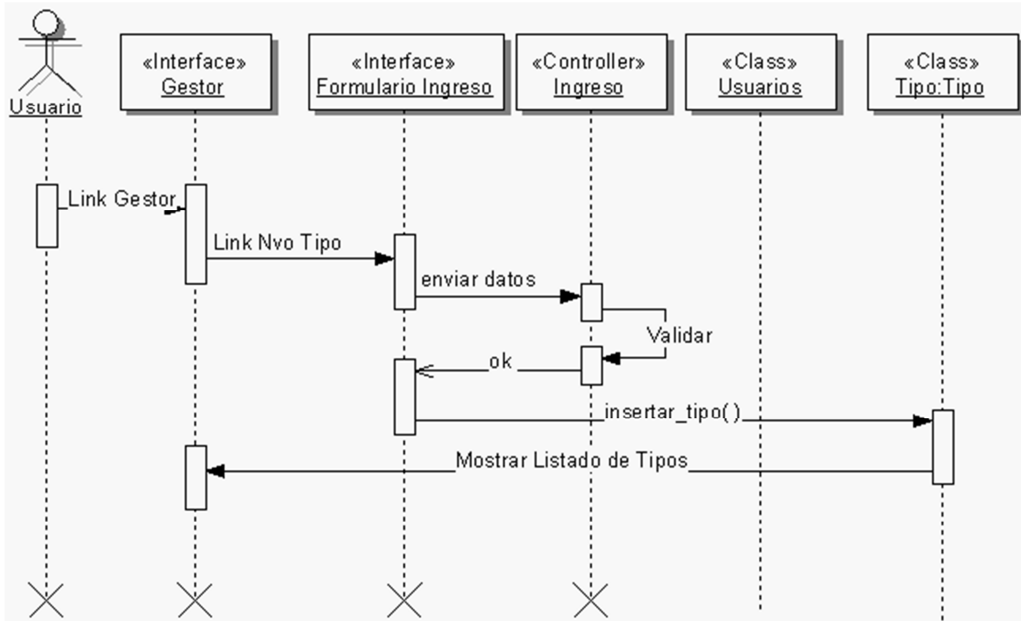 Usuario
«Interface»
Gestor
«Interface»
Formulario Ingreso
«Controller»
Ingreso
«Class»
Usuarios
«Class»
Tipo:Tipo
Link Gestor
Link Nvo Tipo
enviar datos
Validar
ok
insertar_tipo()
Mostrar Listado de Tipos